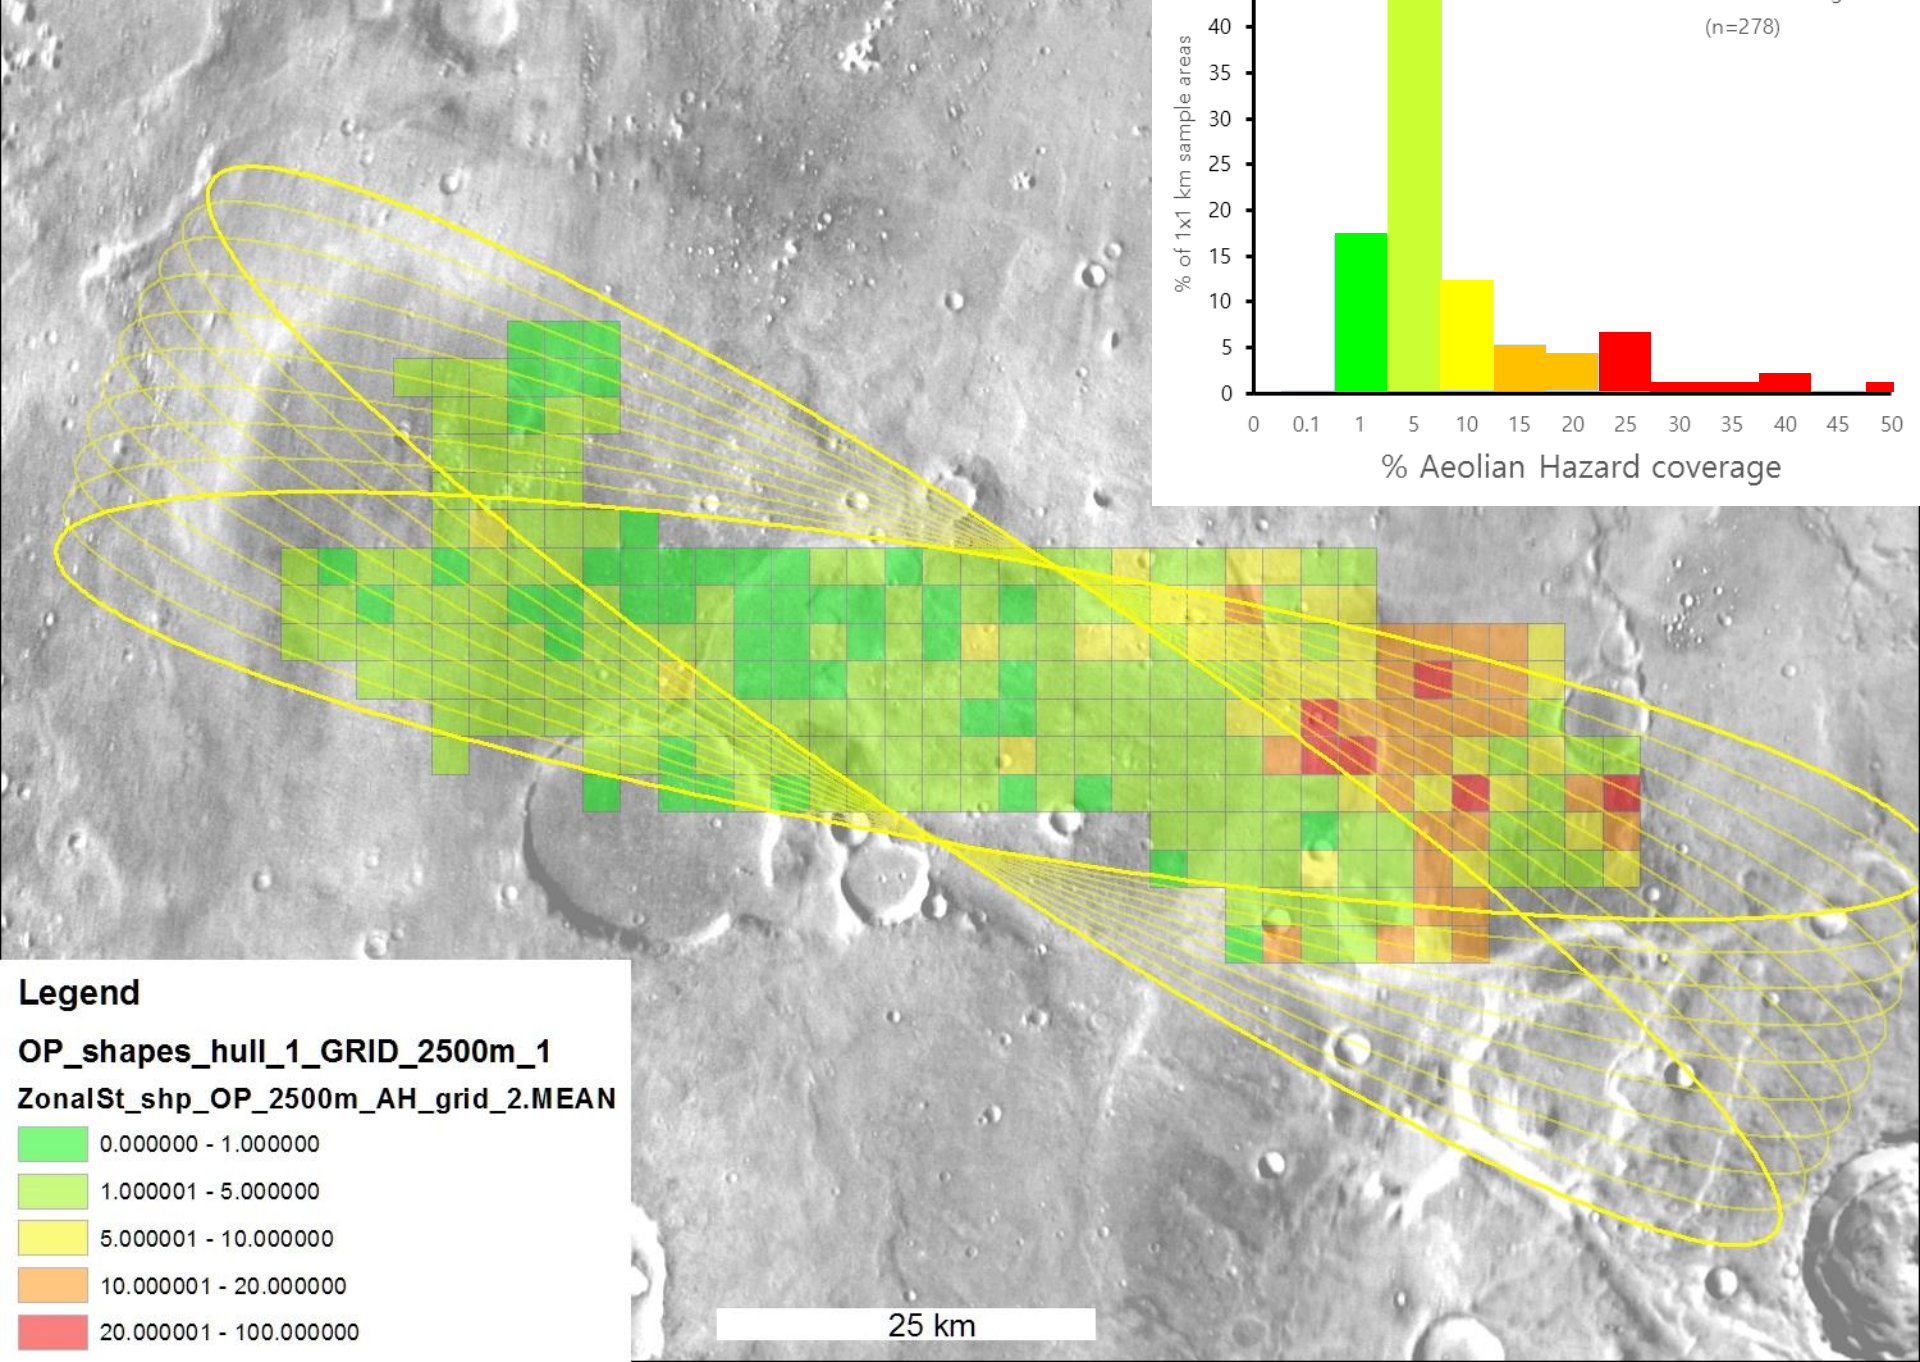 40
35
30
25
20
15
10
5
0
% of 1x1 km sample areas
(n=278)
0 0.1 1 5 10 15 20 25 30 35 40 45 50
% Aeolian Hazard coverage
Legend
OP_shapes_hull_1_GRID_2500m_1
ZonalSt_shp_OP_2500m_AH_grid_2.MEAN
0.000000 - 1.000000
1.000001 - 5.000000
5.000001 - 10.000000
10.000001 - 20.000000
20.000001 - 100.000000
25 km